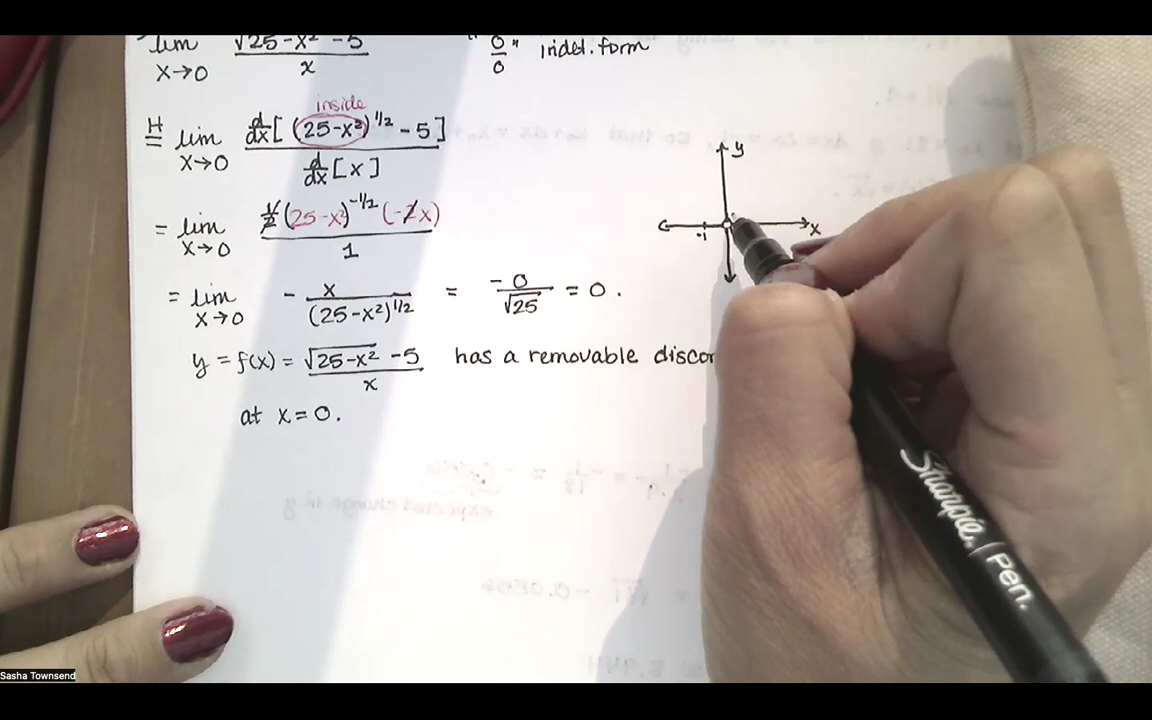 lim √25-x² -5 "0/0" indet. form
x→0 x
inside
H= lim d/dx[(25-x²)^1/2 -5]
x→0 d/dx[x]
= lim 1/2(25-x²)^-1/2 (-2x)
x→0 1
= lim - x/(25-x²)^1/2 = -0/√25 = 0.
x→0
y = f(x) = √25-x² -5 / x has a removable discon
at x=0.
y
x
-1
Sharpie. / Pen.
Sasha Townsend